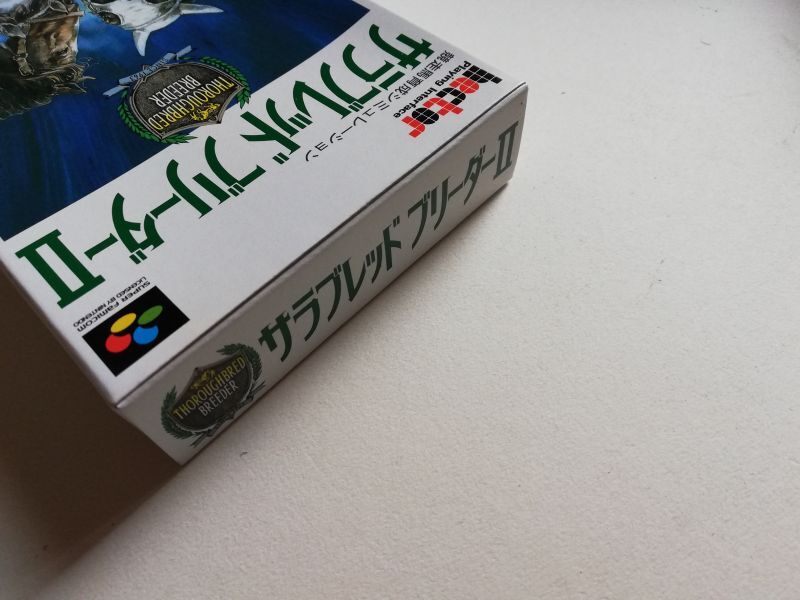 Hector
Playing Interface
競走馬育成シミュレーション
サラブレッドブリーダーII
THOROUGHBRED
BREEDER
SUPER FAMICOM
LICENSED BY NINTENDO
THOROUGHBRED
BREEDER
サラブレッドブリーダーII